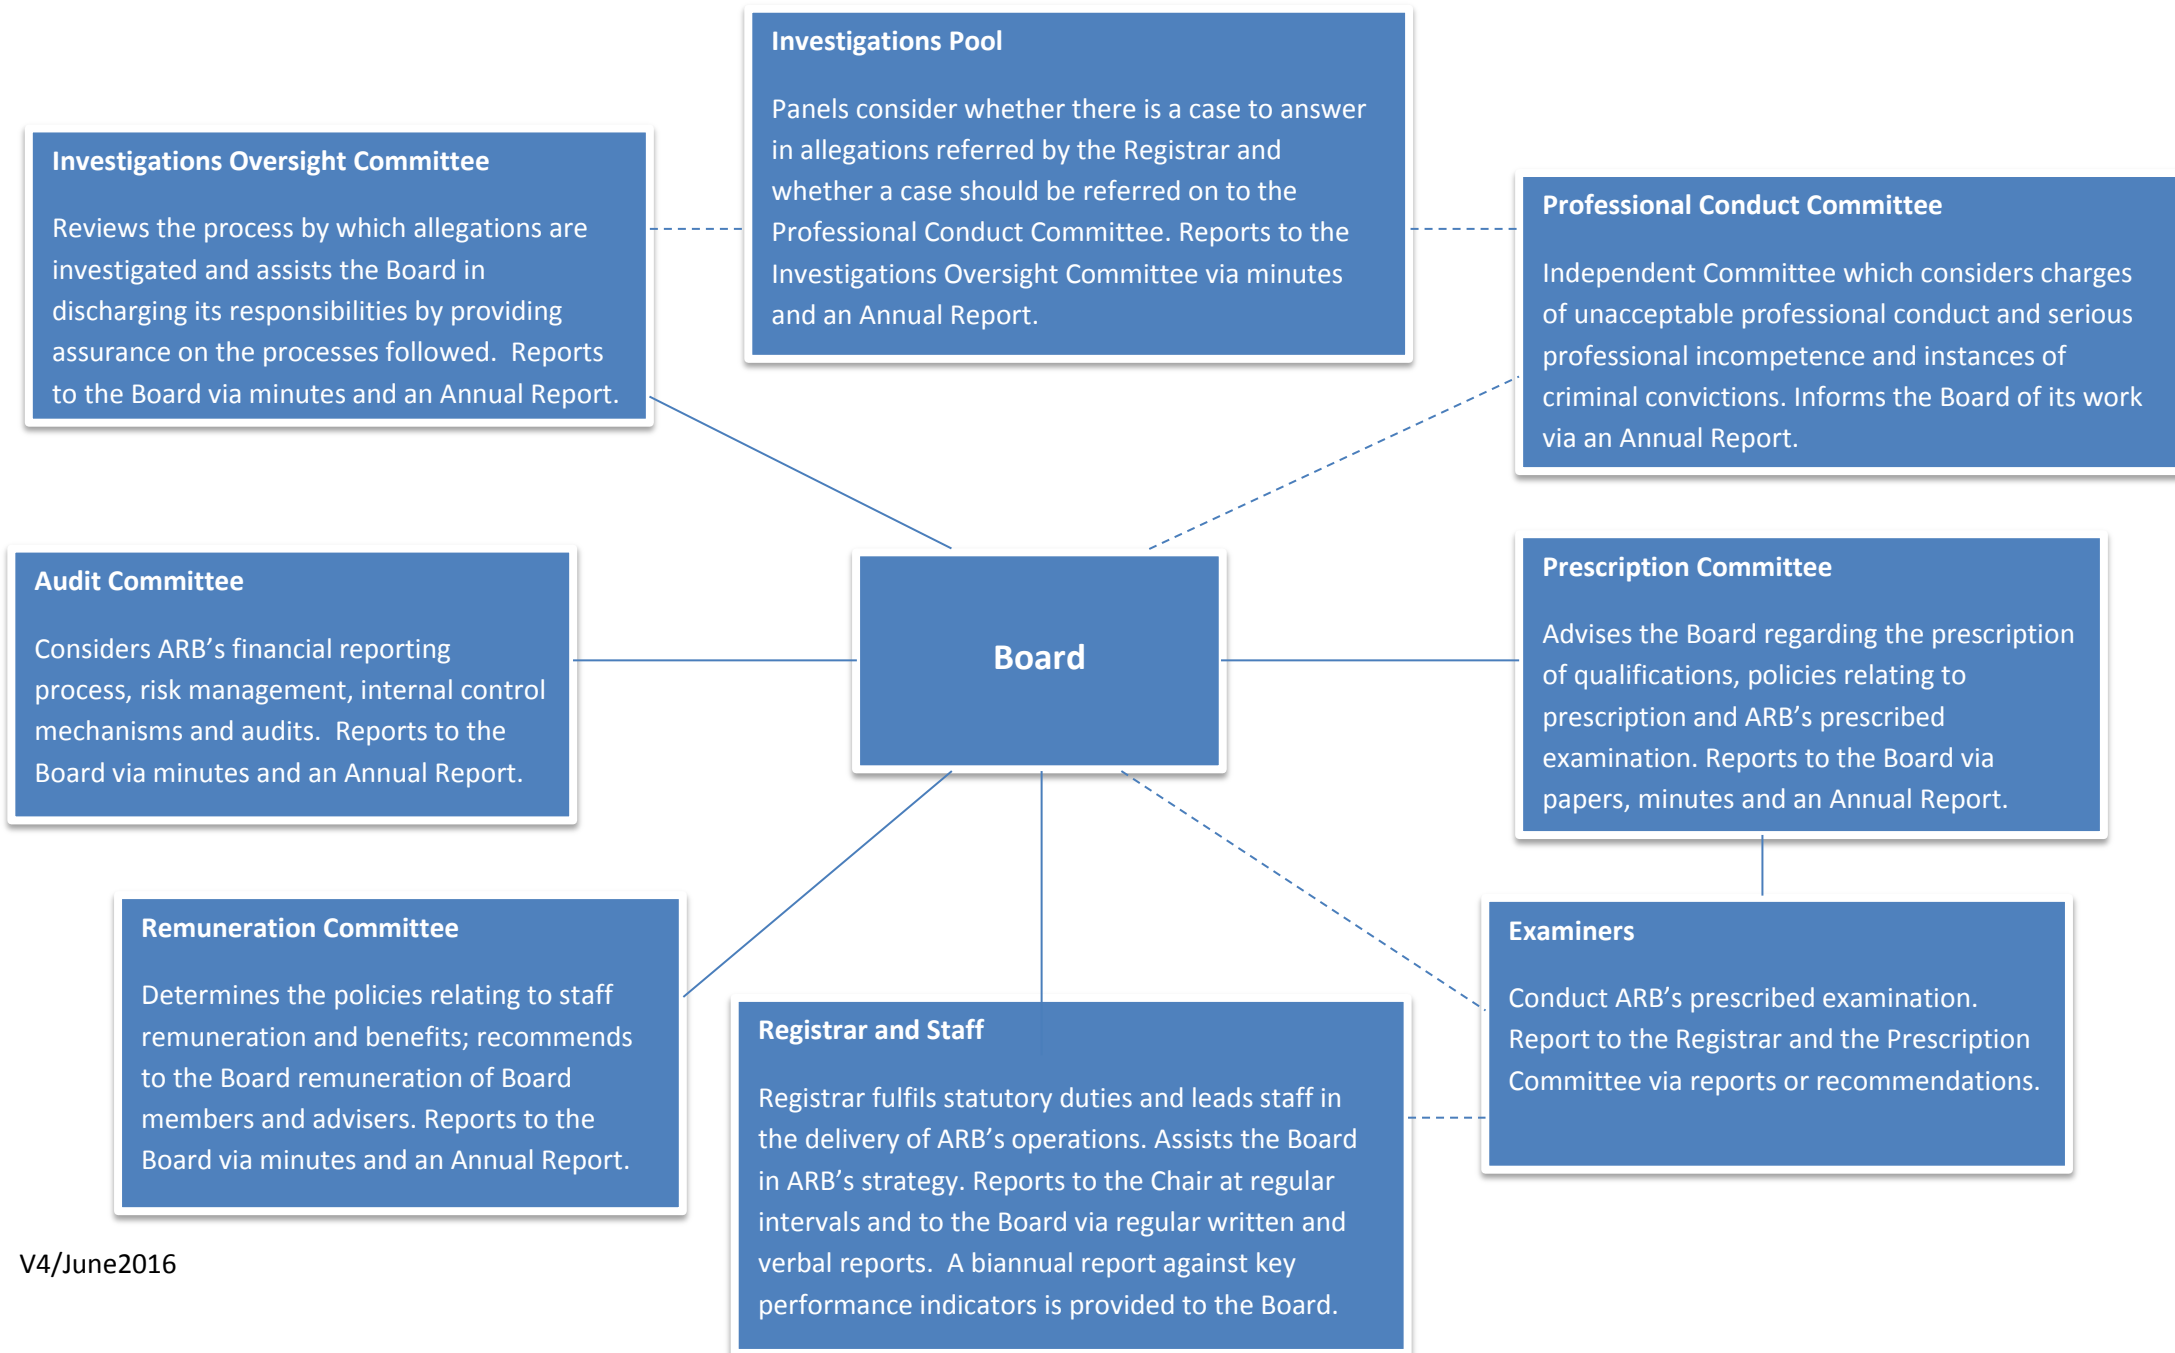 Investigations Pool
Panels consider whether there is a case to answer
in allegations referred by the Registrar and
whether a case should be referred on to the
Professional Conduct Committee. Reports to the
Investigations Oversight Committee via minutes
and an Annual Report.
Investigations Oversight Committee
Reviews the process by which allegations are
investigated and assists the Board in
discharging its responsibilities by providing
assurance on the processes followed.  Reports
to the Board via minutes and an Annual Report.
Professional Conduct Committee
Independent Committee which considers charges
of unacceptable professional conduct and serious
professional incompetence and instances of
criminal convictions. Informs the Board of its work
via an Annual Report.
Audit Committee
Considers ARB’s financial reporting
process, risk management, internal control
mechanisms and audits.  Reports to the
Board via minutes and an Annual Report.
Board
Prescription Committee
Advises the Board regarding the prescription
of qualifications, policies relating to
prescription and ARB’s prescribed
examination. Reports to the Board via
papers, minutes and an Annual Report.
Remuneration Committee
Determines the policies relating to staff
remuneration and benefits; recommends
to the Board remuneration of Board
members and advisers. Reports to the
Board via minutes and an Annual Report.
Registrar and Staff
Registrar fulfils statutory duties and leads staff in
the delivery of ARB’s operations. Assists the Board
in ARB’s strategy. Reports to the Chair at regular
intervals and to the Board via regular written and
verbal reports.  A biannual report against key
performance indicators is provided to the Board.
Examiners
Conduct ARB’s prescribed examination.
Report to the Registrar and the Prescription
Committee via reports or recommendations.
V4/June2016